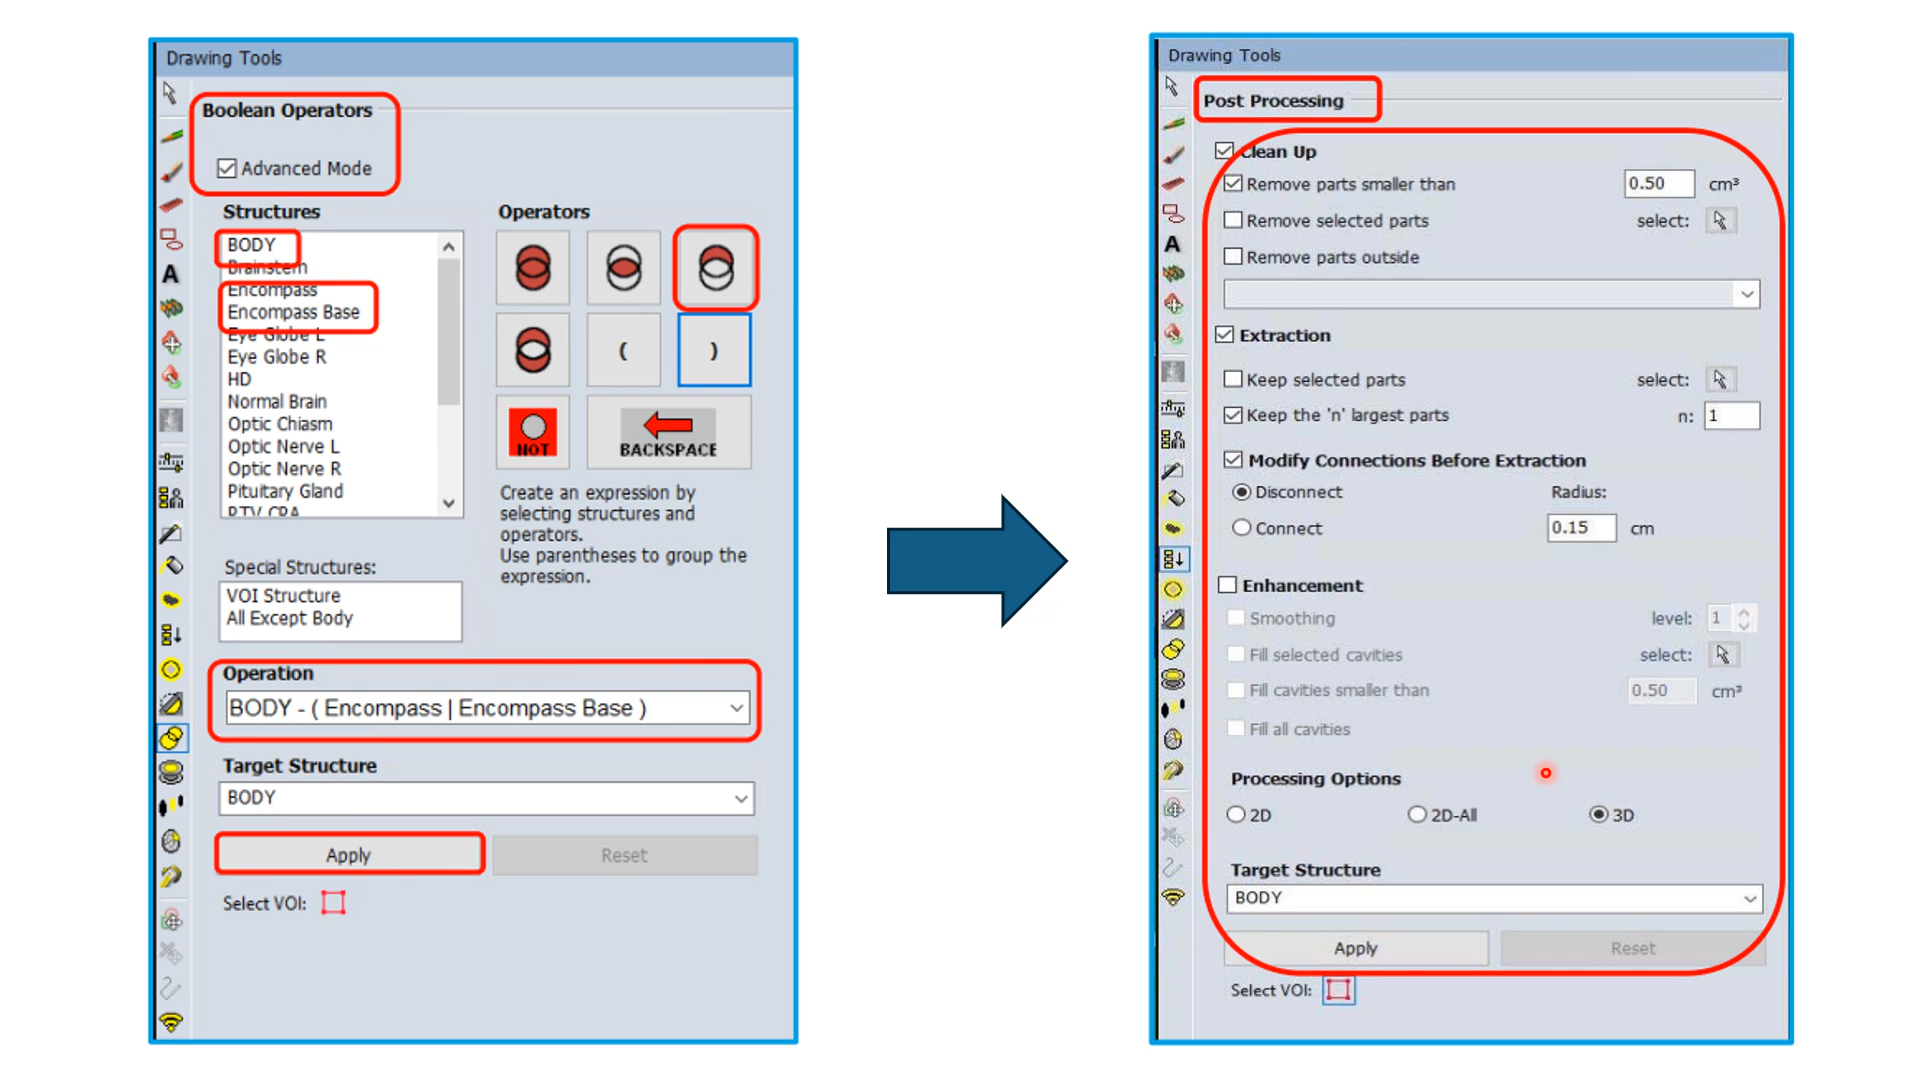 Drawing Tools
Boolean Operators
Advanced Mode
Structures
BODY
Brainstem
Encompass
Encompass Base
Eye Globe L
Eye Globe R
HD
Normal Brain
Optic Chiasm
Optic Nerve L
Optic Nerve R
Pituitary Gland
PTV CPA
Operators
(
)
NOT
BACKSPACE
Create an expression by
selecting structures and
operators.
Use parentheses to group the
expression.
Special Structures:
VOI Structure
All Except Body
Operation
BODY - ( Encompass | Encompass Base )
Target Structure
BODY
Apply
Reset
Select VOI:
A
Drawing Tools
Post Processing
Clean Up
Remove parts smaller than
0.50 cm³
Remove selected parts
select:
Remove parts outside
Extraction
Keep selected parts
select:
Keep the 'n' largest parts
n: 1
Modify Connections Before Extraction
Disconnect
Radius:
Connect
0.15 cm
Enhancement
Smoothing
level: 1
Fill selected cavities
select:
Fill cavities smaller than
0.50 cm³
Fill all cavities
Processing Options
2D
2D-All
3D
Target Structure
BODY
Apply
Reset
Select VOI:
A